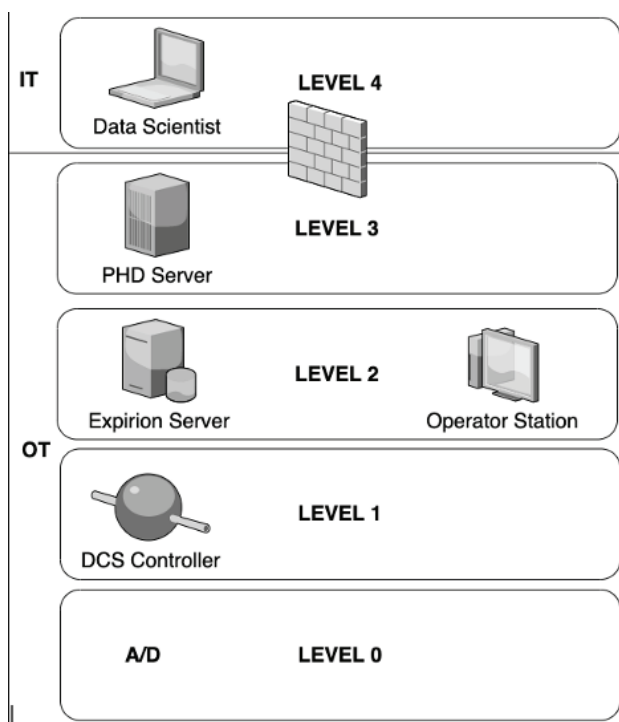 IT
LEVEL 4
Data Scientist
LEVEL 3
PHD Server
LEVEL 2
Expirion Server
Operator Station
OT
LEVEL 1
DCS Controller
A/D
LEVEL 0